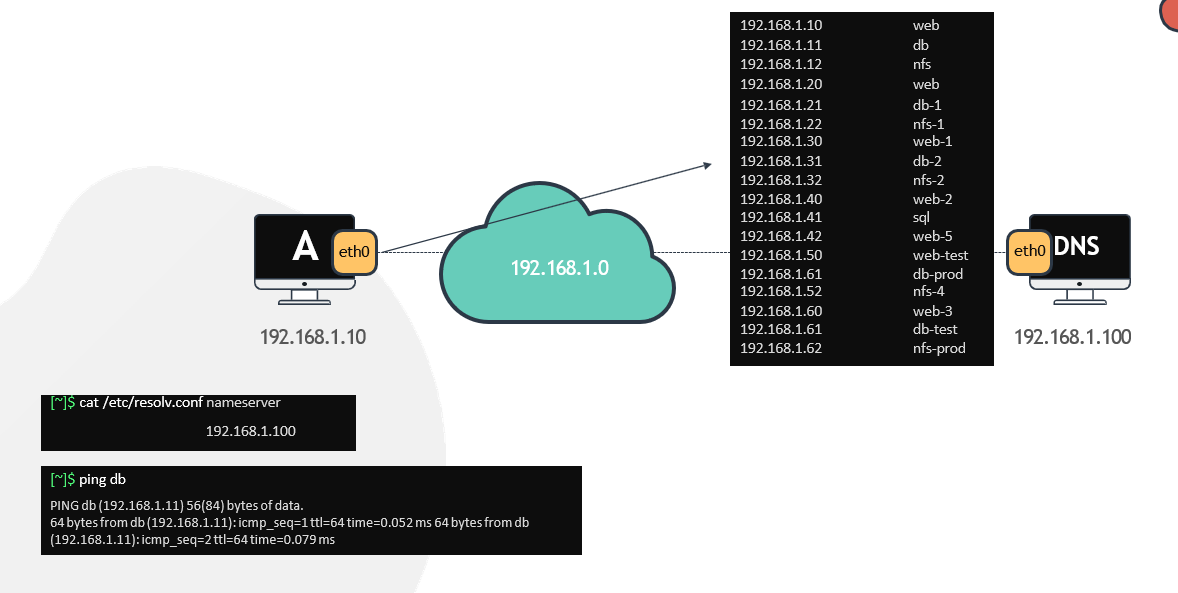 192.168.1.10 web
192.168.1.11 db
192.168.1.12 nfs
192.168.1.20 web
192.168.1.21 db-1
192.168.1.22 nfs-1
192.168.1.30 web-1
192.168.1.31 db-2
192.168.1.32 nfs-2
192.168.1.40 web-2
192.168.1.41 sql
192.168.1.42 web-5
192.168.1.50 web-test
192.168.1.61 db-prod
192.168.1.52 nfs-4
192.168.1.60 web-3
192.168.1.61 db-test
192.168.1.62 nfs-prod
A
eth0
192.168.1.10
192.168.1.0
eth0
DNS
192.168.1.100
[~]$ cat /etc/resolv.conf nameserver
192.168.1.100
[~]$ ping db
PING db (192.168.1.11) 56(84) bytes of data.
64 bytes from db (192.168.1.11): icmp_seq=1 ttl=64 time=0.052 ms 64 bytes from db
(192.168.1.11): icmp_seq=2 ttl=64 time=0.079 ms